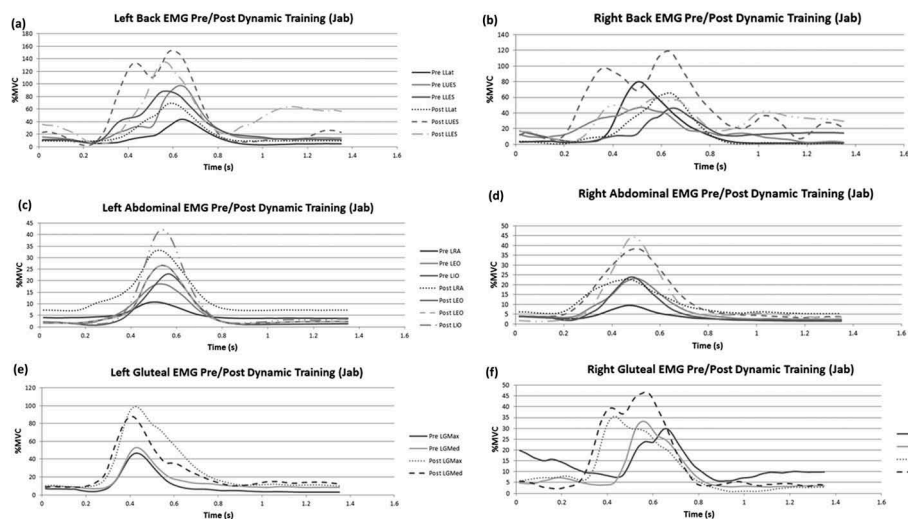 (a)
Left Back EMG Pre/Post Dynamic Training (Jab)
%MVC
180
160
140
120
100
80
60
40
20
0
0 0.2 0.4 0.6 0.8 1 1.2 1.4 1.6
Time (s)
Pre LLat
Pre LUES
Pre LLES
Post LLat
Post LUES
Post LLES
(b)
Right Back EMG Pre/Post Dynamic Training (Jab)
%MVC
140
120
100
80
60
40
20
0
0 0.2 0.4 0.6 0.8 1 1.2 1.4 1.6
Time (s)
(c)
Left Abdominal EMG Pre/Post Dynamic Training (Jab)
%MVC
45
40
35
30
25
20
15
10
5
0
0 0.2 0.4 0.6 0.8 1 1.2 1.4 1.6
Time (s)
Pre LRA
Pre LEO
Pre LIO
Post LRA
Post LEO
Post LEO
Post LIO
(d)
Right Abdominal EMG Pre/Post Dynamic Training (Jab)
%MVC
50
45
40
35
30
25
20
15
10
5
0
0 0.2 0.4 0.6 0.8 1 1.2 1.4 1.6
Time (s)
(e)
Left Gluteal EMG Pre/Post Dynamic Training (Jab)
%MVC
120
100
80
60
40
20
0
0 0.2 0.4 0.6 0.8 1 1.2 1.4 1.6
Time (s)
Pre LGMax
Pre LGMed
Post LGMax
Post LGMed
(f)
Right Gluteal EMG Pre/Post Dynamic Training (Jab)
%MVC
50
45
40
35
30
25
20
15
10
5
0
0 0.2 0.4 0.6 0.8 1 1.2 1.4 1.6
Time (s)